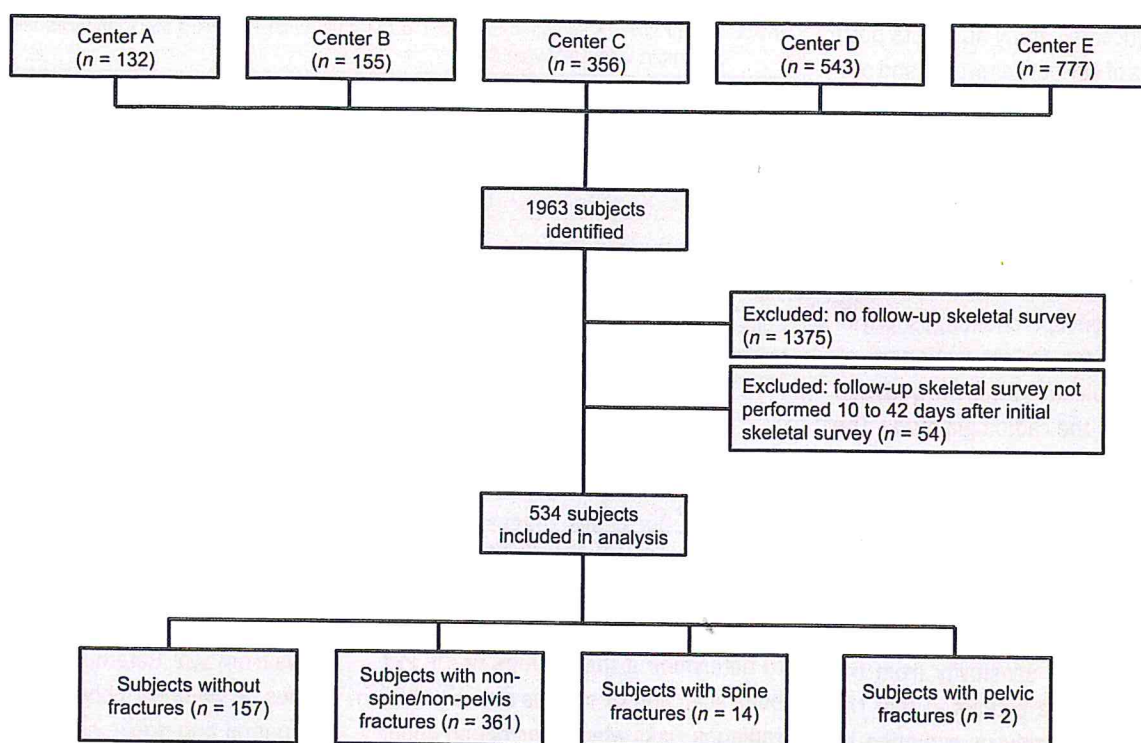 Center A
(n = 132)
Center B
(n = 155)
Center C
(n = 356)
Center D
(n = 543)
Center E
(n = 777)
1963 subjects
identified
Excluded: no follow-up skeletal survey
(n = 1375)
Excluded: follow-up skeletal survey not
performed 10 to 42 days after initial
skeletal survey (n = 54)
534 subjects
included in analysis
Subjects without
fractures (n = 157)
Subjects with non-
spine/non-pelvis
fractures (n = 361)
Subjects with spine
fractures (n = 14)
Subjects with pelvic
fractures (n = 2)